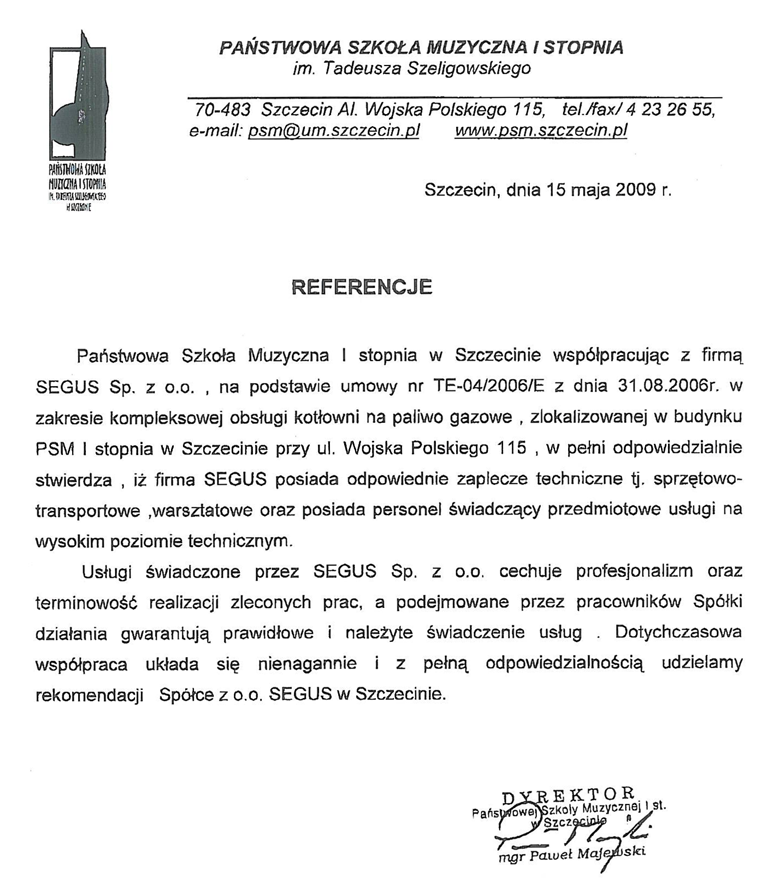 PAŃSTWOWA SZKOŁA MUZYCZNA I STOPNIA
im. Tadeusza Szeligowskiego
70-483 Szczecin Al. Wojska Polskiego 115, tel./fax/ 4 23 26 55,
e-mail: psm@um.szczecin.pl www.psm.szczecin.pl
PAŃSTWOWA SZKOŁA
MUZYCZNA I STOPNIA
IM. TADEUSZA SZELIGOWSKIEGO
W SZCZECINIE
Szczecin, dnia 15 maja 2009 r.
REFERENCJE
Państwowa Szkoła Muzyczna I stopnia w Szczecinie współpracując z firmą
SEGUS Sp. z o.o. , na podstawie umowy nr TE-04/2006/E z dnia 31.08.2006r. w
zakresie kompleksowej obsługi kotłowni na paliwo gazowe , zlokalizowanej w budynku
PSM I stopnia w Szczecinie przy ul. Wojska Polskiego 115 , w pełni odpowiedzialnie
stwierdza , iż firma SEGUS posiada odpowiednie zaplecze techniczne tj. sprzętowo-
transportowe ,warsztatowe oraz posiada personel świadczący przedmiotowe usługi na
wysokim poziomie technicznym.
Usługi świadczone przez SEGUS Sp. z o.o. cechuje profesjonalizm oraz
terminowość realizacji zleconych prac, a podejmowane przez pracowników Spółki
działania gwarantują prawidłowe i należyte świadczenie usług . Dotychczasowa
współpraca układa się nienagannie i z pełną odpowiedzialnością udzielamy
rekomendacji Spółce z o.o. SEGUS w Szczecinie.
DYREKTOR
Państwowej Szkoły Muzycznej I st.
w Szczecinie
mgr Paweł Majewski